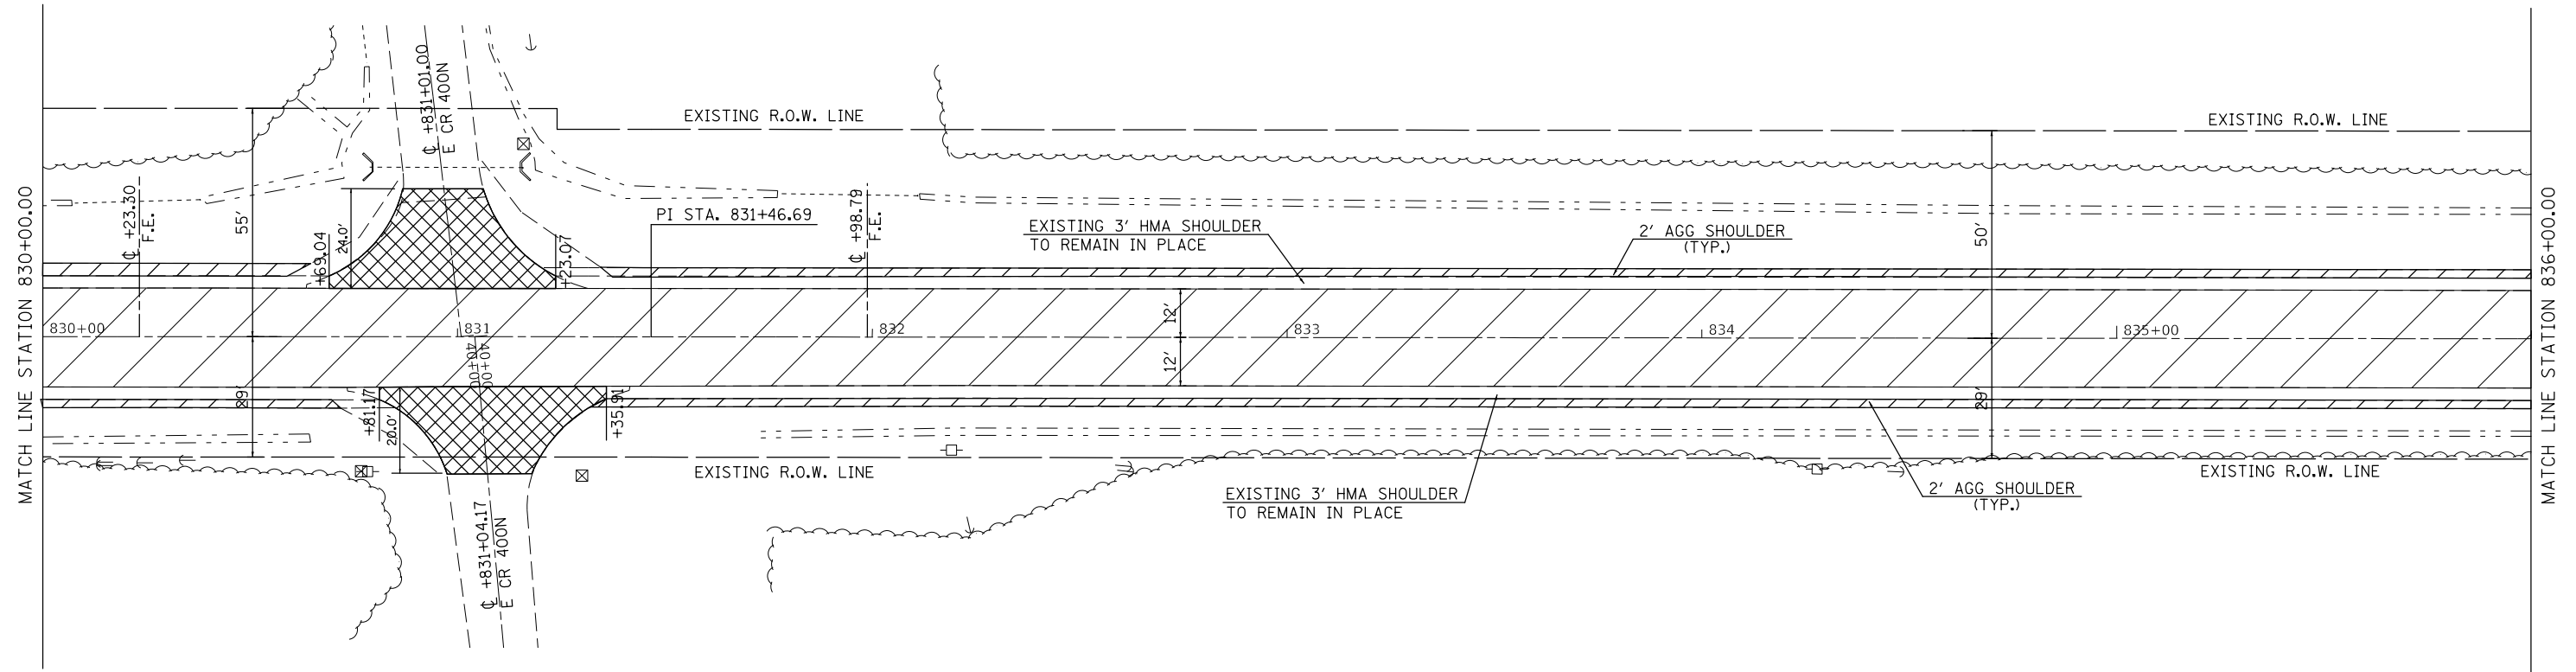 MATCH LINE STATION 830+00.00
℄ +831+01.00
E CR 400N
EXISTING R.O.W. LINE
EXISTING R.O.W. LINE
℄ +23.30
F.E.
55'
24.0'
+69.04
+23.07
PI STA. 831+46.69
℄ +98.79
F.E.
EXISTING 3' HMA SHOULDER
TO REMAIN IN PLACE
2' AGG SHOULDER
(TYP.)
50'
830+00
831
832
833
834
835+00
12'
12'
40+00
40+00
29'
+81.17
20.0'
+35.91
29'
EXISTING R.O.W. LINE
EXISTING R.O.W. LINE
EXISTING 3' HMA SHOULDER
TO REMAIN IN PLACE
2' AGG SHOULDER
(TYP.)
℄ +831+04.17
E CR 400N
MATCH LINE STATION 836+00.00